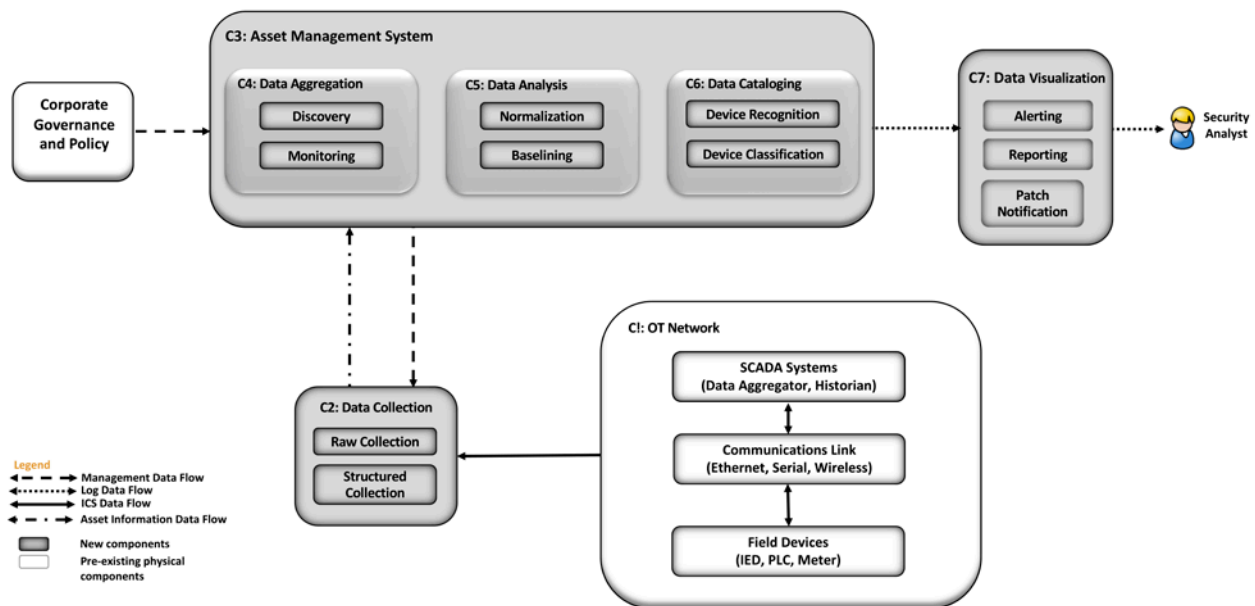 C3: Asset Management System
C4: Data Aggregation
Discovery
Monitoring
C5: Data Analysis
Normalization
Baselining
C6: Data Cataloging
Device Recognition
Device Classification
Corporate
Governance
and Policy
C7: Data Visualization
Alerting
Reporting
Patch
Notification
Security
Analyst
C!: OT Network
SCADA Systems
(Data Aggregator, Historian)
Communications Link
(Ethernet, Serial, Wireless)
Field Devices
(IED, PLC, Meter)
C2: Data Collection
Raw Collection
Structured
Collection
Legend
Management Data Flow
Log Data Flow
ICS Data Flow
Asset Information Data Flow
New components
Pre-existing physical
components